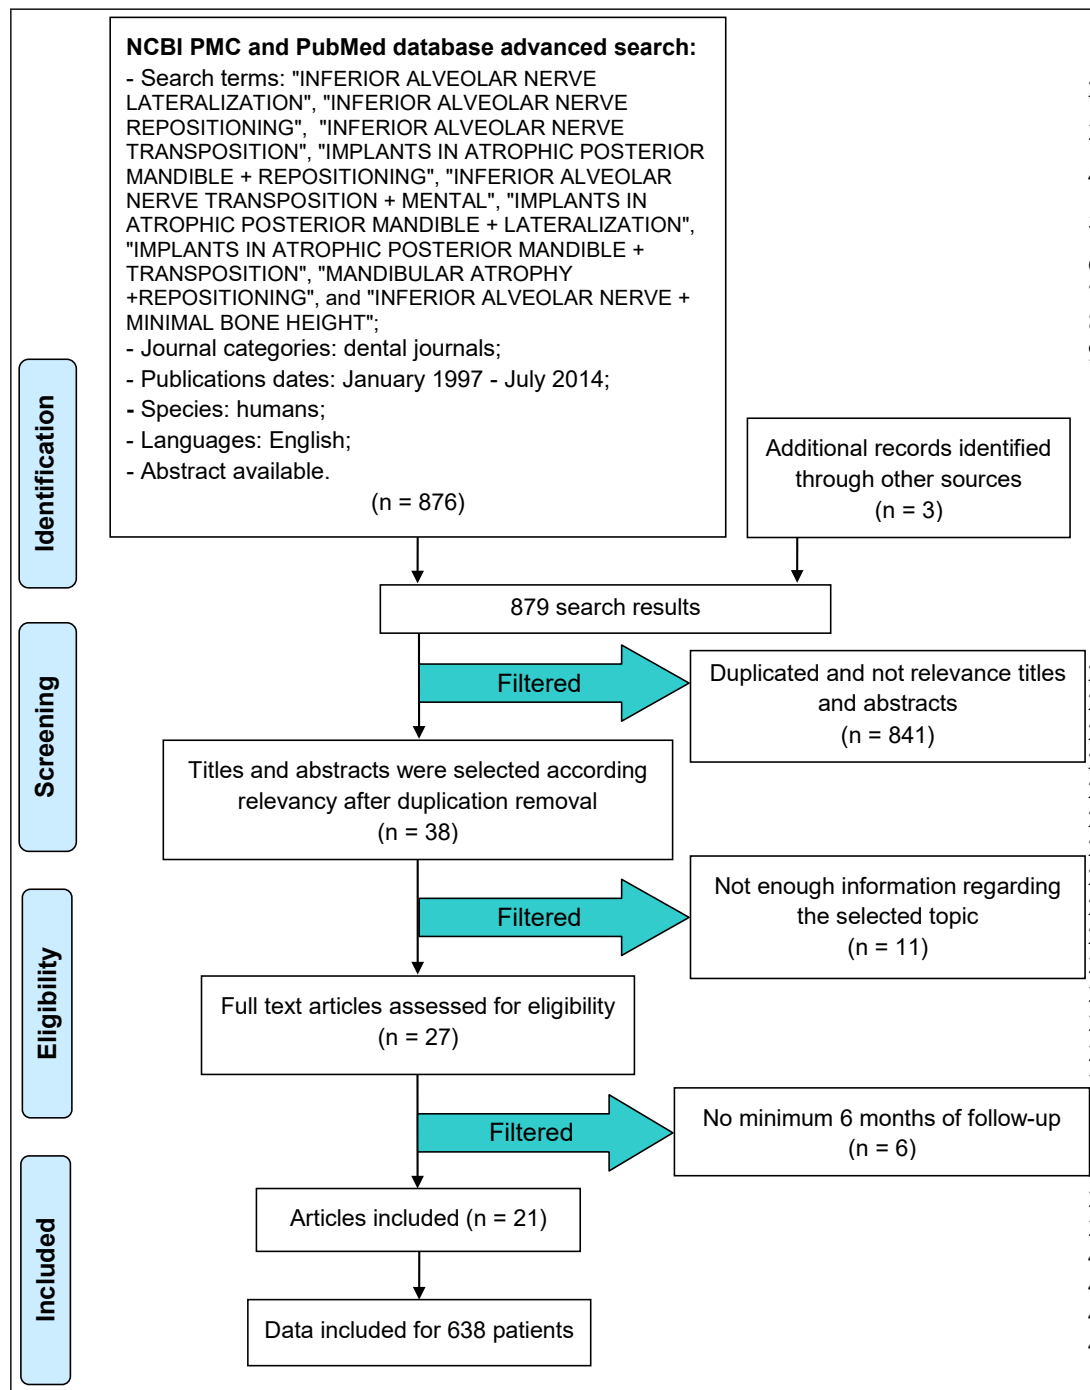 NCBI PMC and PubMed database advanced search:
- Search terms: "INFERIOR ALVEOLAR NERVE
LATERALIZATION", "INFERIOR ALVEOLAR NERVE
REPOSITIONING", "INFERIOR ALVEOLAR NERVE
TRANSPOSITION", "IMPLANTS IN ATROPHIC POSTERIOR
MANDIBLE + REPOSITIONING", "INFERIOR ALVEOLAR
NERVE TRANSPOSITION + MENTAL", "IMPLANTS IN
ATROPHIC POSTERIOR MANDIBLE + LATERALIZATION",
"IMPLANTS IN ATROPHIC POSTERIOR MANDIBLE +
TRANSPOSITION", "MANDIBULAR ATROPHY
+REPOSITIONING", and "INFERIOR ALVEOLAR NERVE +
MINIMAL BONE HEIGHT";
- Journal categories: dental journals;
- Publications dates: January 1997 - July 2014;
- Species: humans;
- Languages: English;
- Abstract available.
(n = 876)
Identification
Additional records identified
through other sources
(n = 3)
879 search results
Screening
Filtered
Duplicated and not relevance titles
and abstracts
(n = 841)
Titles and abstracts were selected according
relevancy after duplication removal
(n = 38)
Eligibility
Filtered
Not enough information regarding
the selected topic
(n = 11)
Full text articles assessed for eligibility
(n = 27)
Filtered
No minimum 6 months of follow-up
(n = 6)
Included
Articles included (n = 21)
Data included for 638 patients